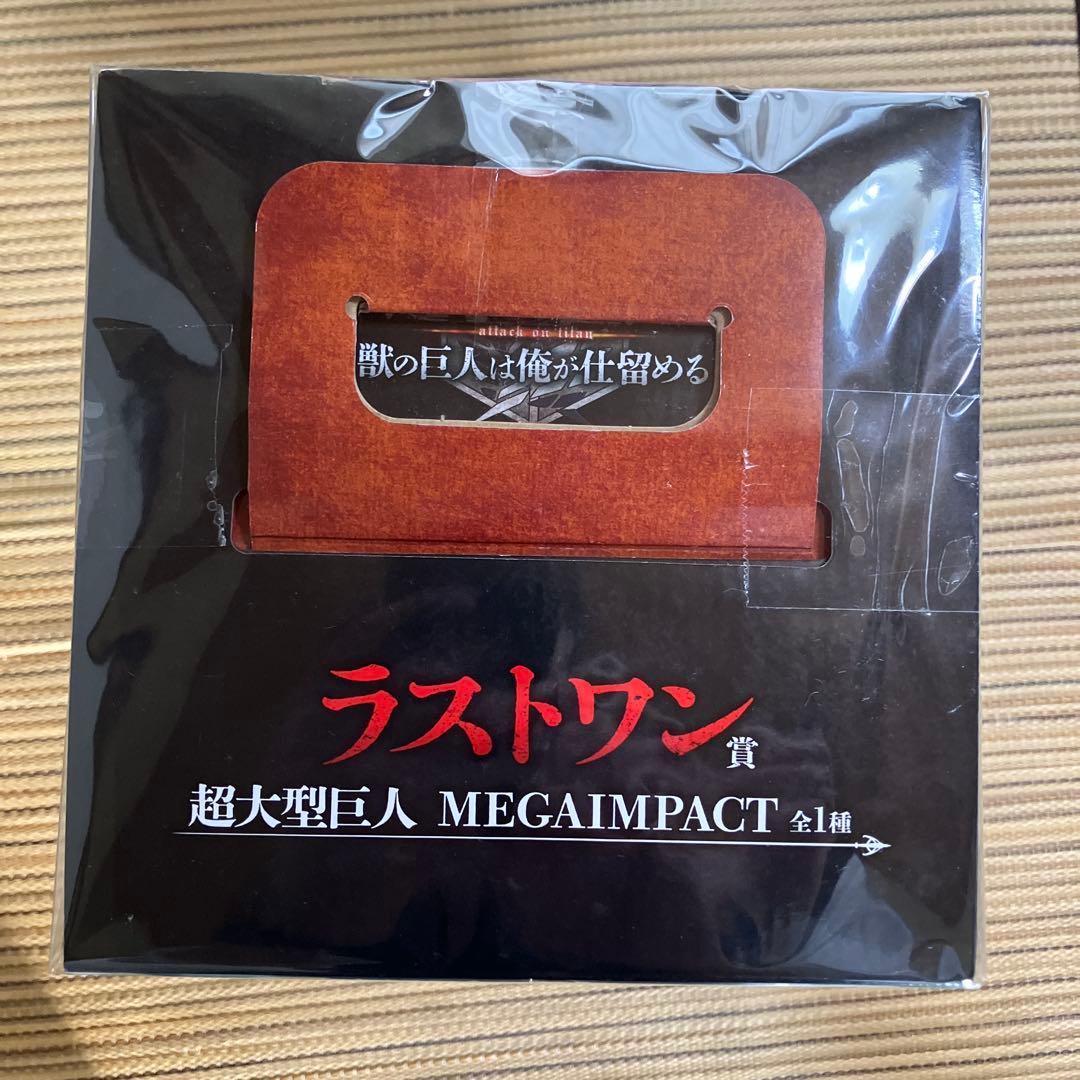 attack on titan
獣の巨人は俺が仕留める
ラストワン賞
超大型巨人 MEGAIMPACT 全1種